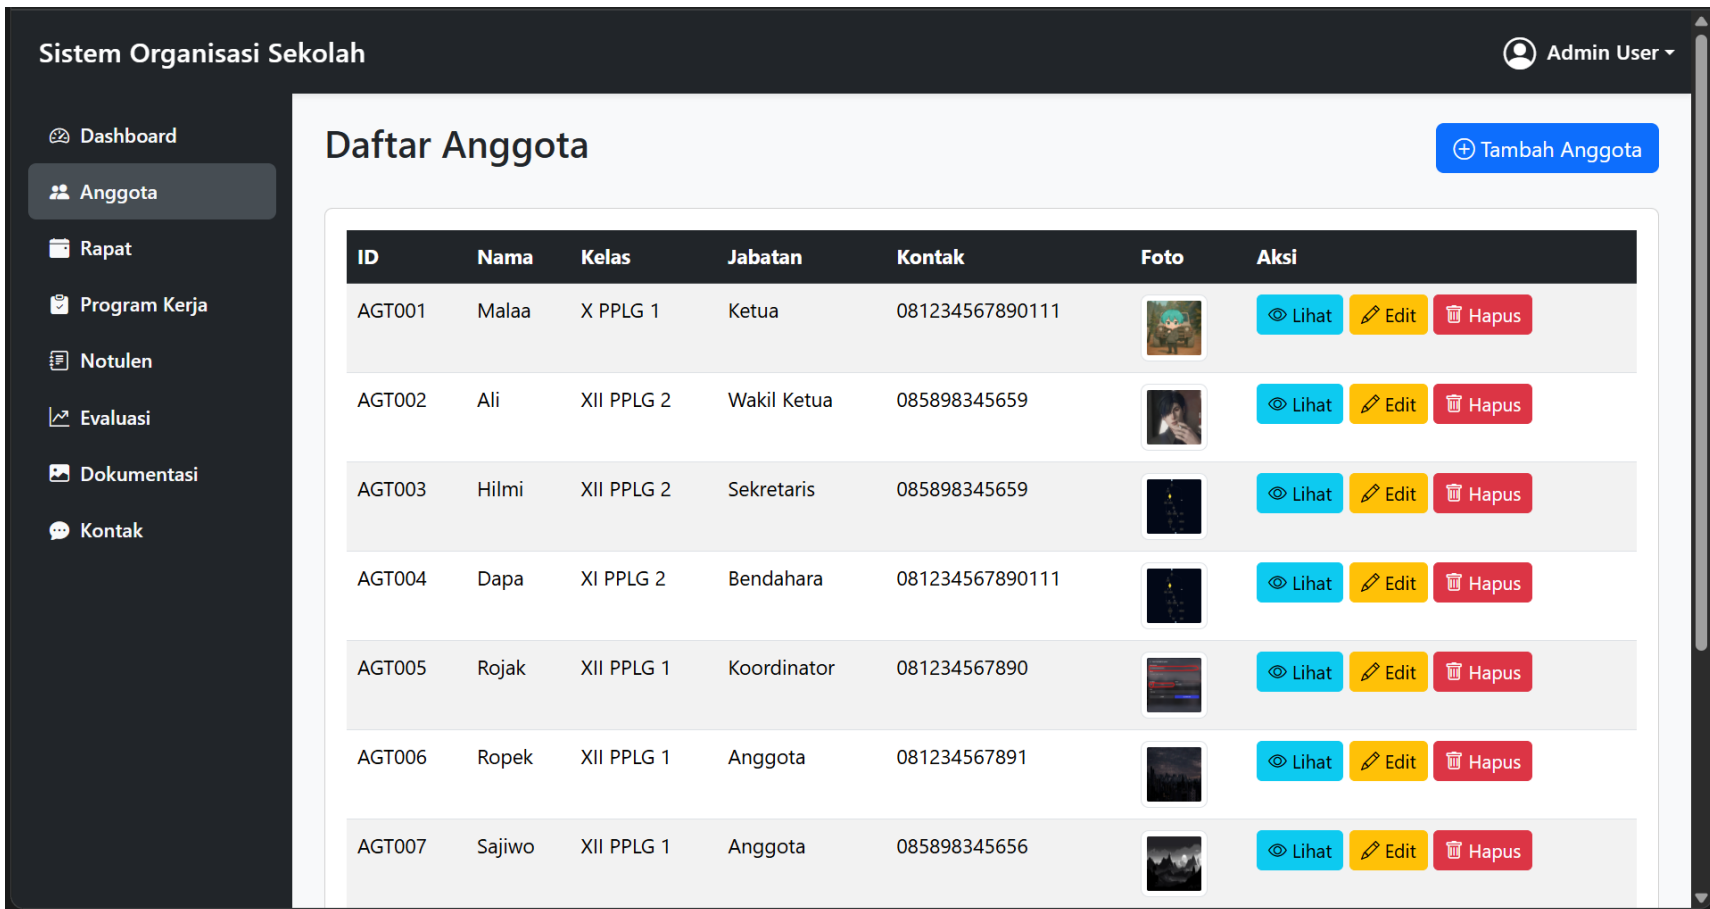 Sistem Organisasi Sekolah
Admin User
Dashboard
Anggota
Rapat
Program Kerja
Notulen
Evaluasi
Dokumentasi
Kontak
Daftar Anggota
Tambah Anggota
ID Nama Kelas Jabatan Kontak Foto Aksi
AGT001 Malaa X PPLG 1 Ketua 081234567890111 Lihat Edit Hapus
AGT002 Ali XII PPLG 2 Wakil Ketua 085898345659 Lihat Edit Hapus
AGT003 Hilmi XII PPLG 2 Sekretaris 085898345659 Lihat Edit Hapus
AGT004 Dapa XI PPLG 2 Bendahara 081234567890111 Lihat Edit Hapus
AGT005 Rojak XII PPLG 1 Koordinator 081234567890 Lihat Edit Hapus
AGT006 Ropek XII PPLG 1 Anggota 081234567891 Lihat Edit Hapus
AGT007 Sajiwo XII PPLG 1 Anggota 085898345656 Lihat Edit Hapus